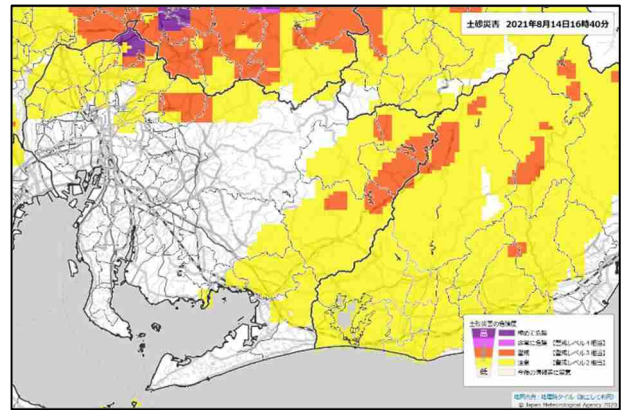 土砂災害 2021年8月14日16時40分
土砂災害の危険度
高
極めて危険
非常に危険 【警戒レベル4相当】
警戒 【警戒レベル3相当】
注意 【警戒レベル2相当】
低
今後の情報等に留意
© Japan Meteorological Agency 2020